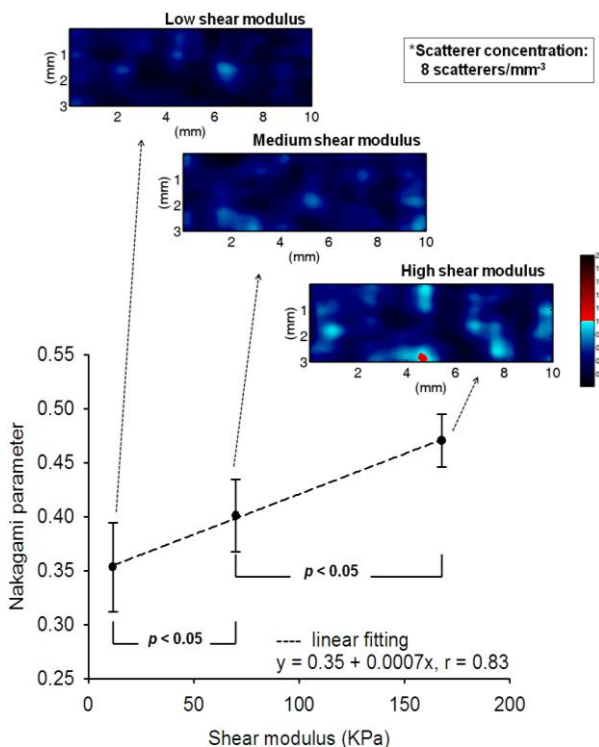 Low shear modulus
*Scatterer concentration:
8 scatterers/mm-3
(mm)
1
2
3
2 4 6 8 10
(mm)
Medium shear modulus
(mm)
1
2
3
2 4 6 8 10
(mm)
High shear modulus
(mm)
1
2
3
2 4 6 8 10
(mm)
Nakagami parameter
0.55
0.50
0.45
0.40
0.35
0.30
0.25
p < 0.05
p < 0.05
linear fitting
y = 0.35 + 0.0007x, r = 0.83
0 50 100 150 200
Shear modulus (KPa)